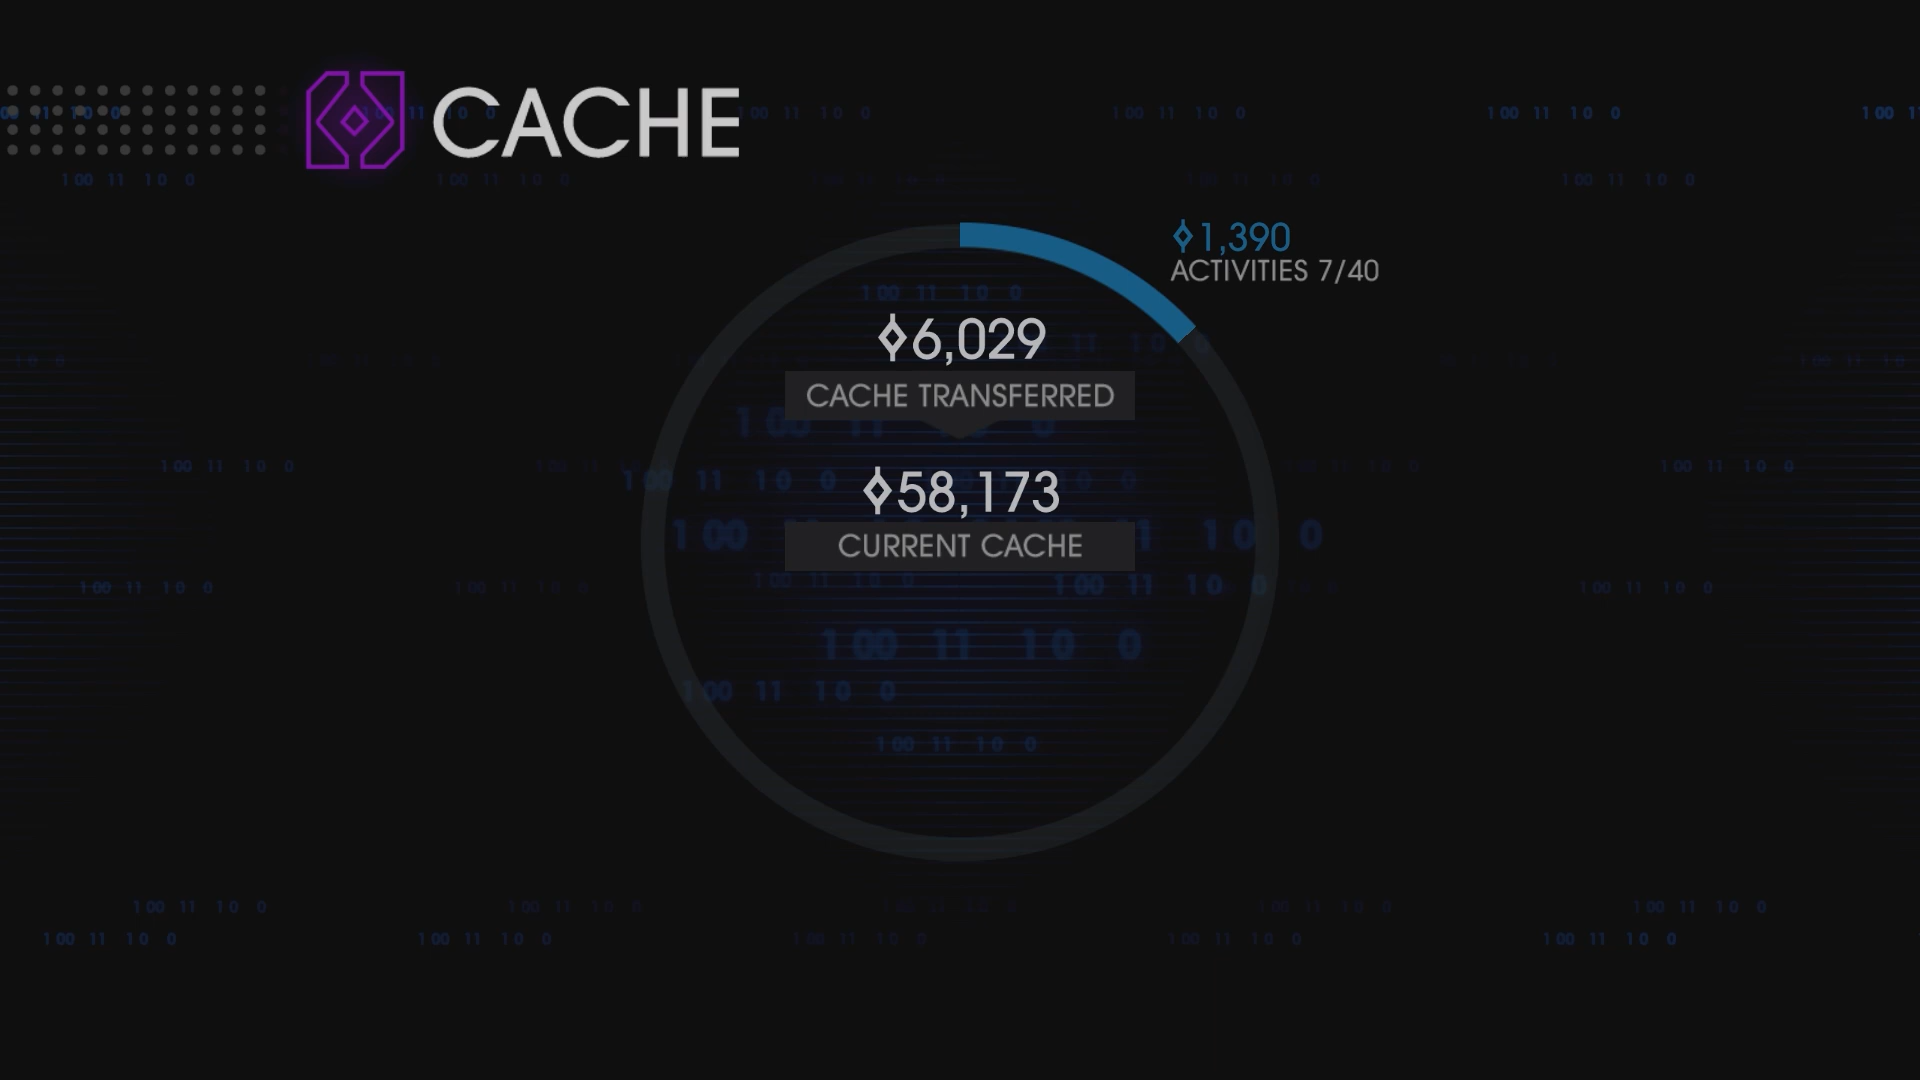 CACHE
1,390
ACTIVITIES 7/40
6,029
CACHE TRANSFERRED
58,173
CURRENT CACHE